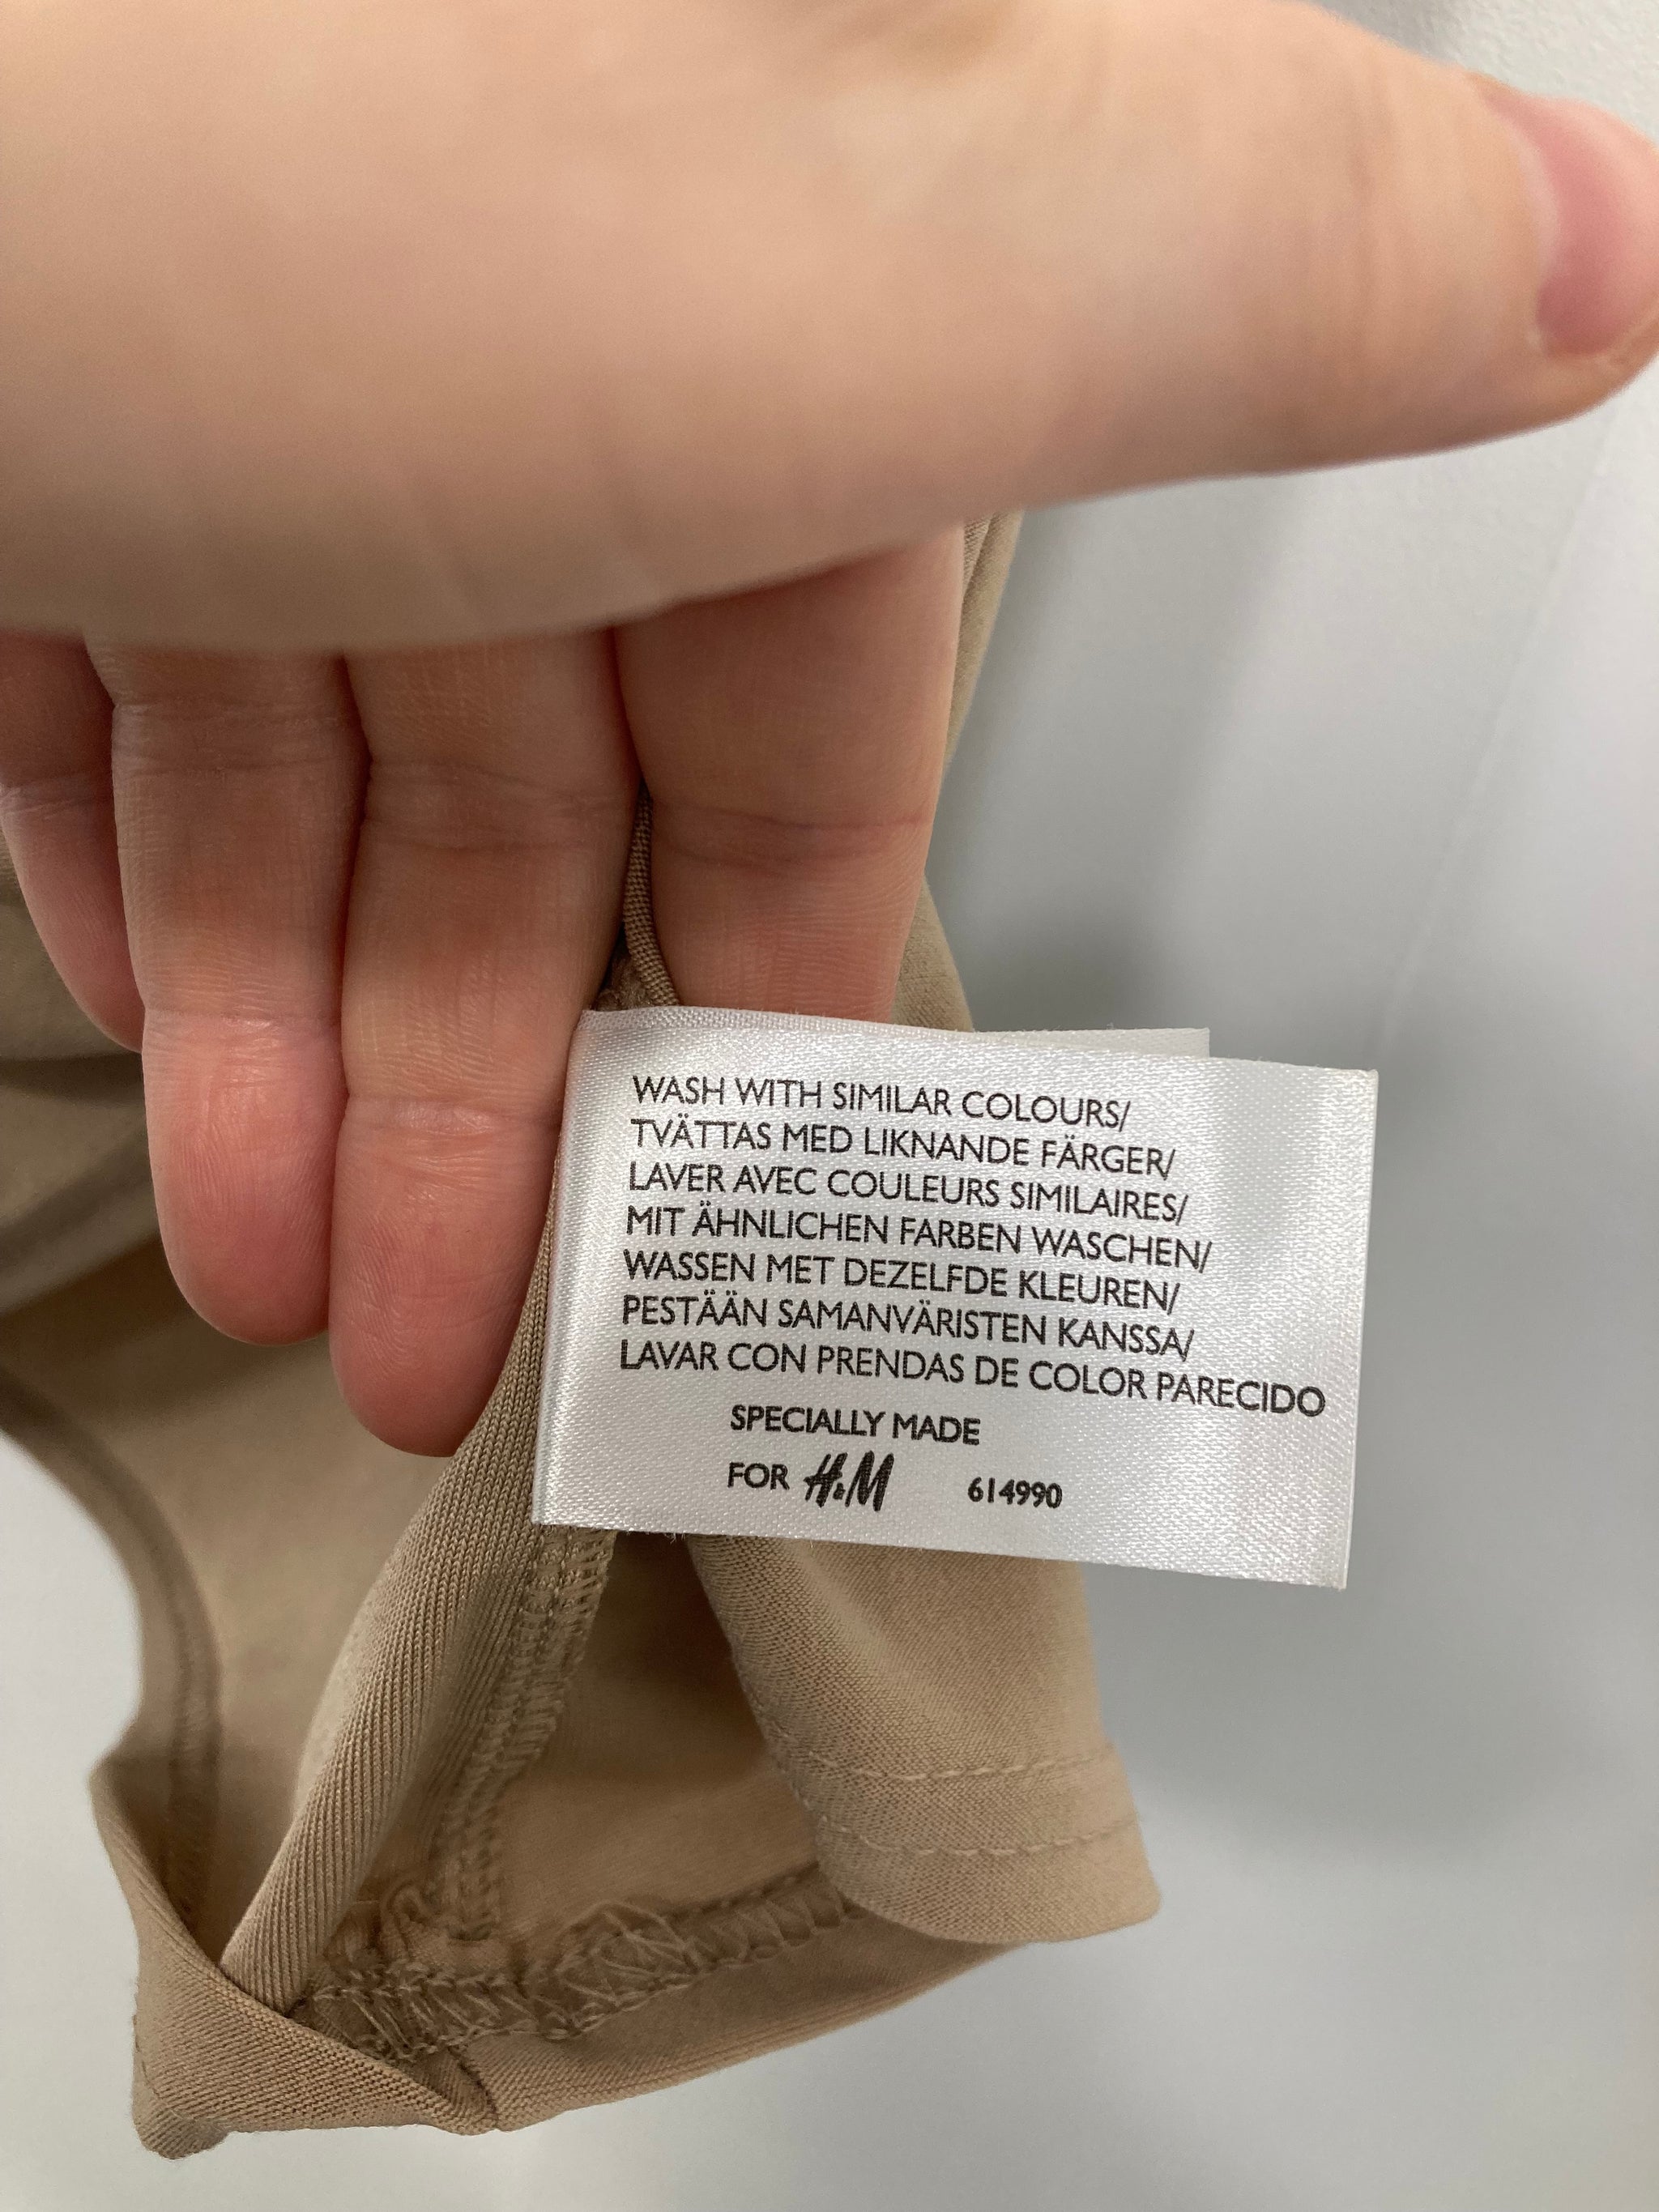 WASH WITH SIMILAR COLOURS/
TVÄTTAS MED LIKNANDE FÄRGER/
LAVER AVEC COULEURS SIMILAIRES/
MIT ÄHNLICHEN FARBEN WASCHEN/
WASSEN MET DEZELFDE KLEUREN/
PESTÄÄN SAMANVÄRISTEN KANSSA/
LAVAR CON PRENDAS DE COLOR PARECIDO
SPECIALLY MADE
FOR H&M 614990